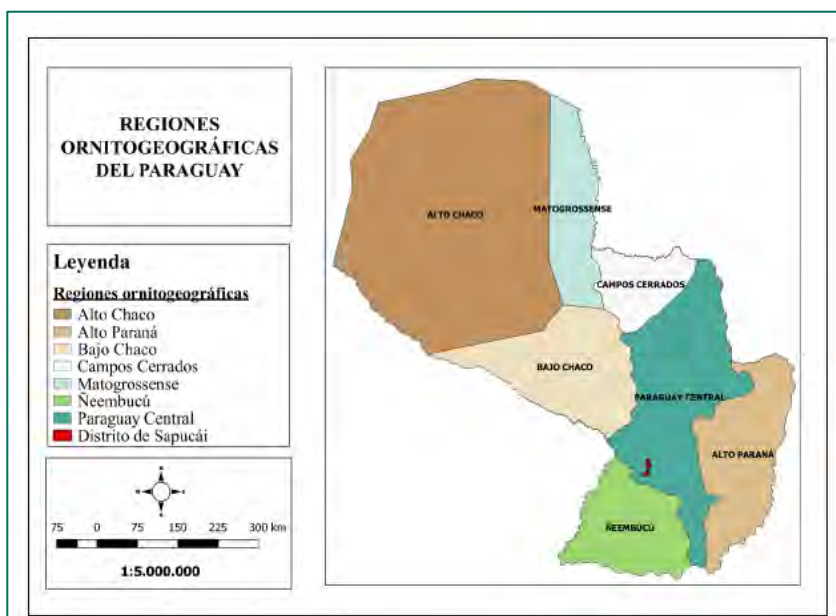 REGIONES
ORNITOGEOGRÁFICAS
DEL PARAGUAY
Leyenda
Regiones ornitogeográficas
Alto Chaco
Alto Paraná
Bajo Chaco
Campos Cerrados
Matogrossense
Ñeembucú
Paraguay Central
Distrito de Sapucái
75 0 75 150 225 300 km
1:5.000.000
ALTO CHACO
MATOGROSSENSE
CAMPOS CERRADOS
BAJO CHACO
PARAGUAY CENTRAL
ALTO PARANÁ
ÑEEMBUCÚ